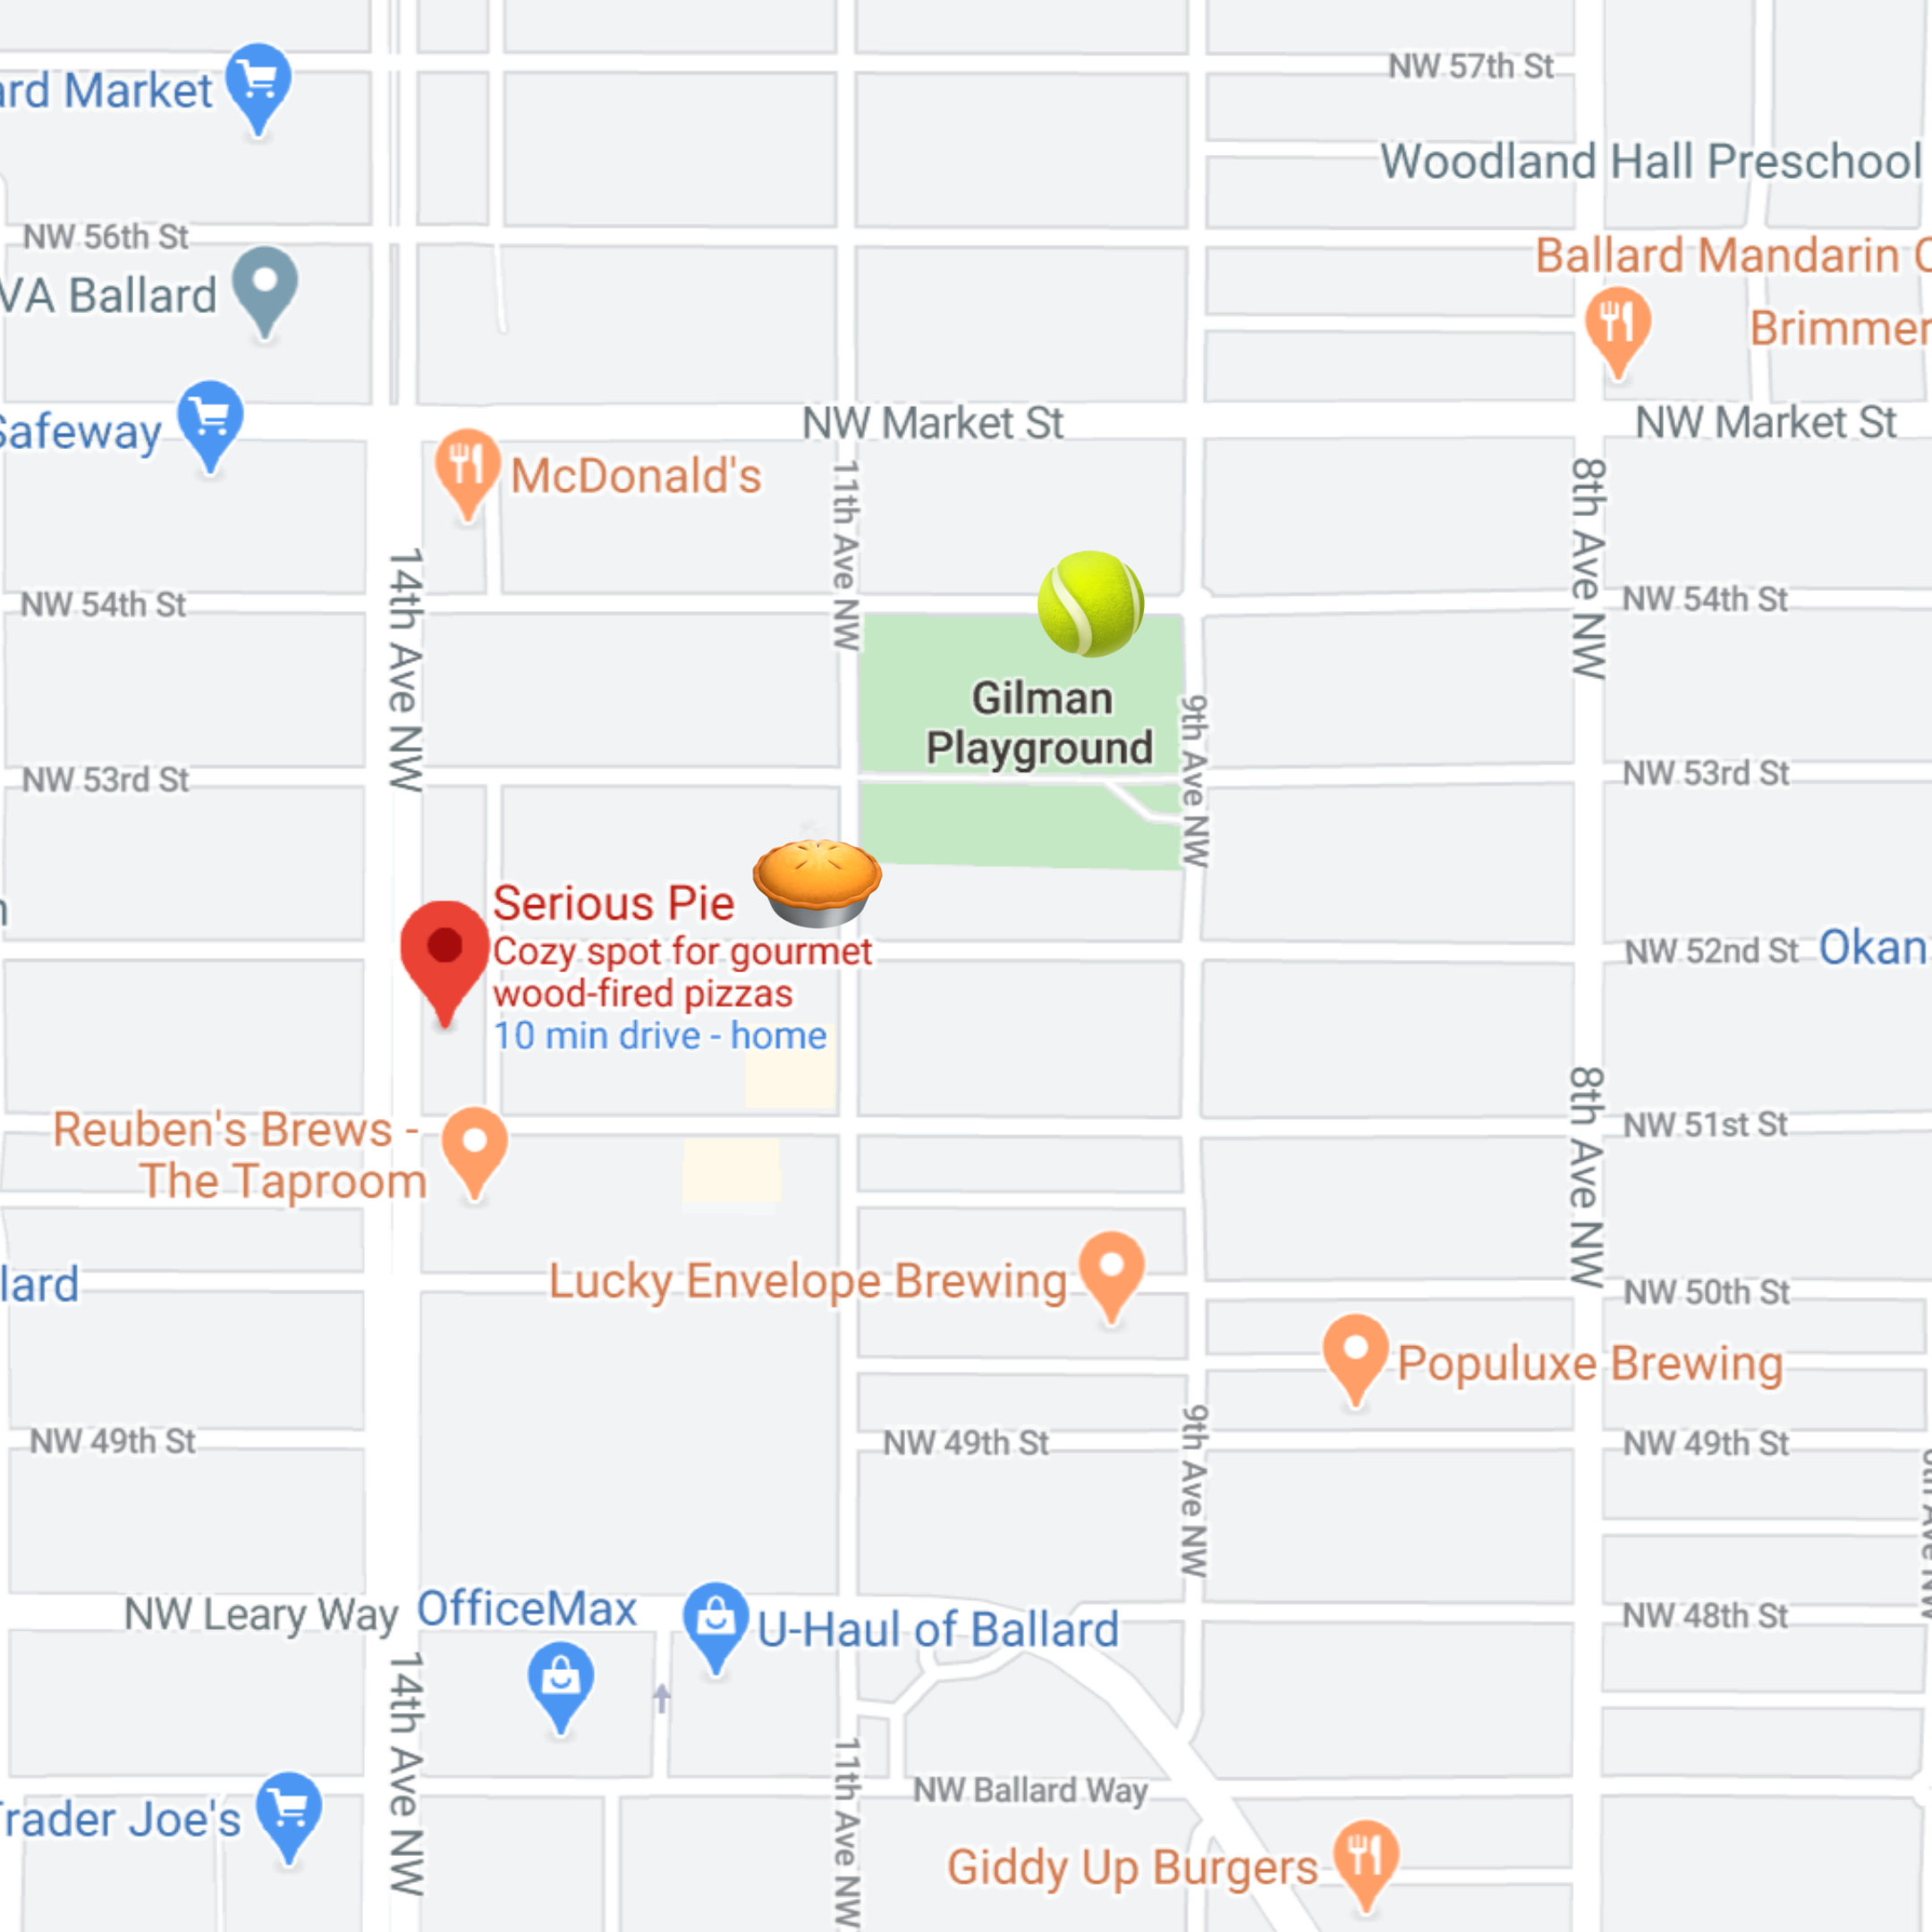 NW 57th St
ard Market
Woodland Hall Preschool
NW 56th St
VA Ballard
Ballard Mandarin C
Brimmer
Safeway
NW Market St
NW Market St
McDonald's
11th Ave NW
8th Ave NW
14th Ave NW
NW 54th St
NW 54th St
Gilman
Playground
9th Ave NW
NW 53rd St
NW 53rd St
Serious Pie
Cozy spot for gourmet
wood-fired pizzas
10 min drive - home
NW 52nd St
Okan
Reuben's Brews -
The Taproom
8th Ave NW
NW 51st St
lard
Lucky Envelope Brewing
NW 50th St
Populuxe Brewing
NW 49th St
NW 49th St
9th Ave NW
NW 49th St
NW Leary Way
OfficeMax
U-Haul of Ballard
NW 48th St
14th Ave NW
11th Ave NW
NW Ballard Way
Trader Joe's
Giddy Up Burgers